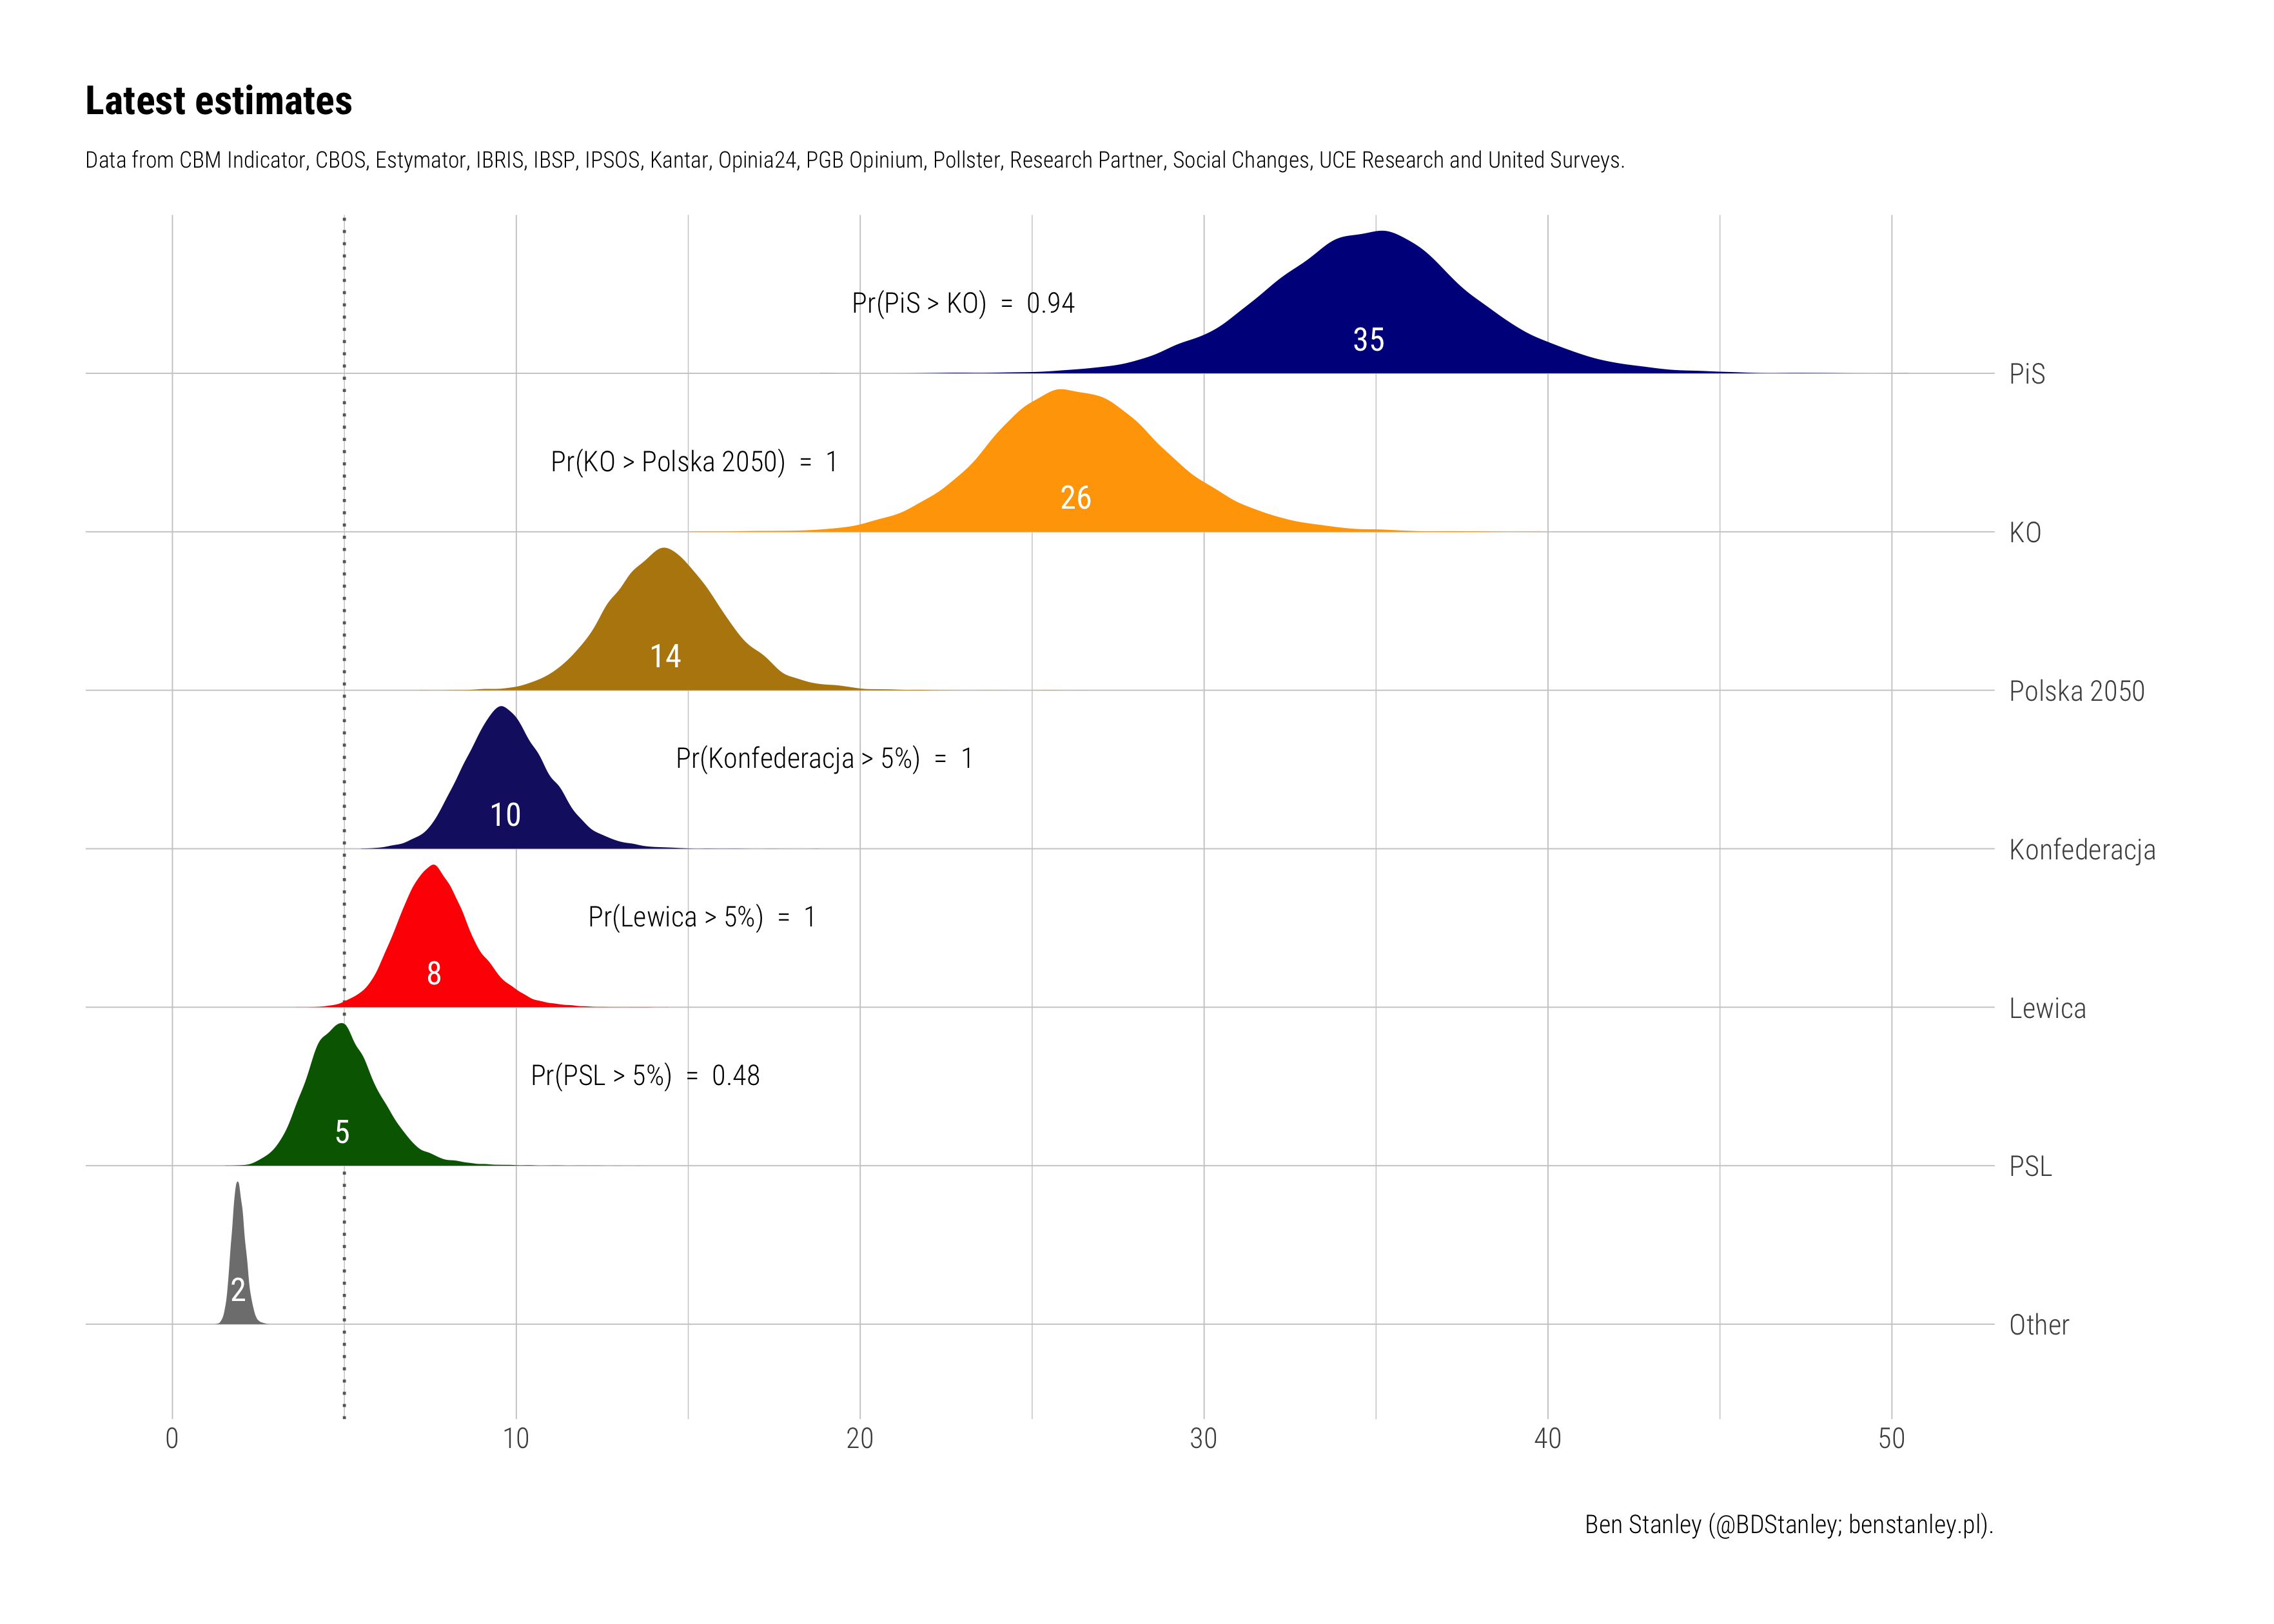 Latest estimates
Data from CBM Indicator, CBOS, Estymator, IBRIS, IBSP, IPSOS, Kantar, Opinia24, PGB Opinium, Pollster, Research Partner, Social Changes, UCE Research and United Surveys.
Pr(PiS > KO) = 0.94
35
PiS
Pr(KO > Polska 2050) = 1
26
KO
14
Polska 2050
Pr(Konfederacja > 5%) = 1
10
Konfederacja
Pr(Lewica > 5%) = 1
8
Lewica
Pr(PSL > 5%) = 0.48
5
PSL
2
Other
0 10 20 30 40 50
Ben Stanley (@BDStanley; benstanley.pl).